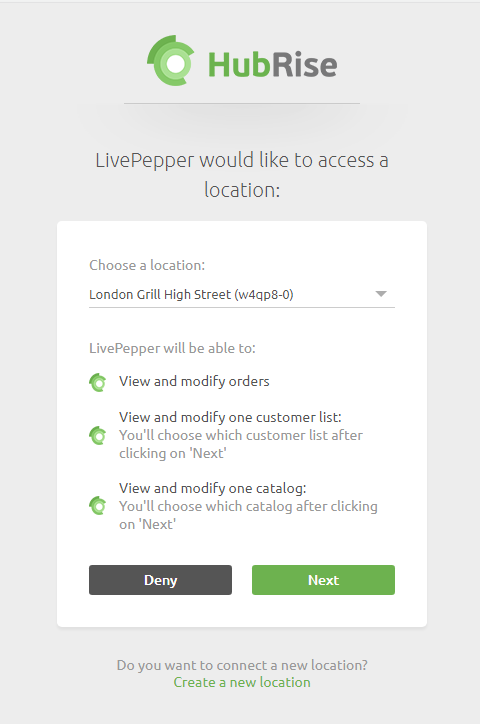 HubRise
LivePepper would like to access a
location:
Choose a location:
London Grill High Street (w4qp8-0)
LivePepper will be able to:
View and modify orders
View and modify one customer list:
You'll choose which customer list after
clicking on 'Next'
View and modify one catalog:
You'll choose which catalog after clicking
on 'Next'
Deny
Next
Do you want to connect a new location?
Create a new location